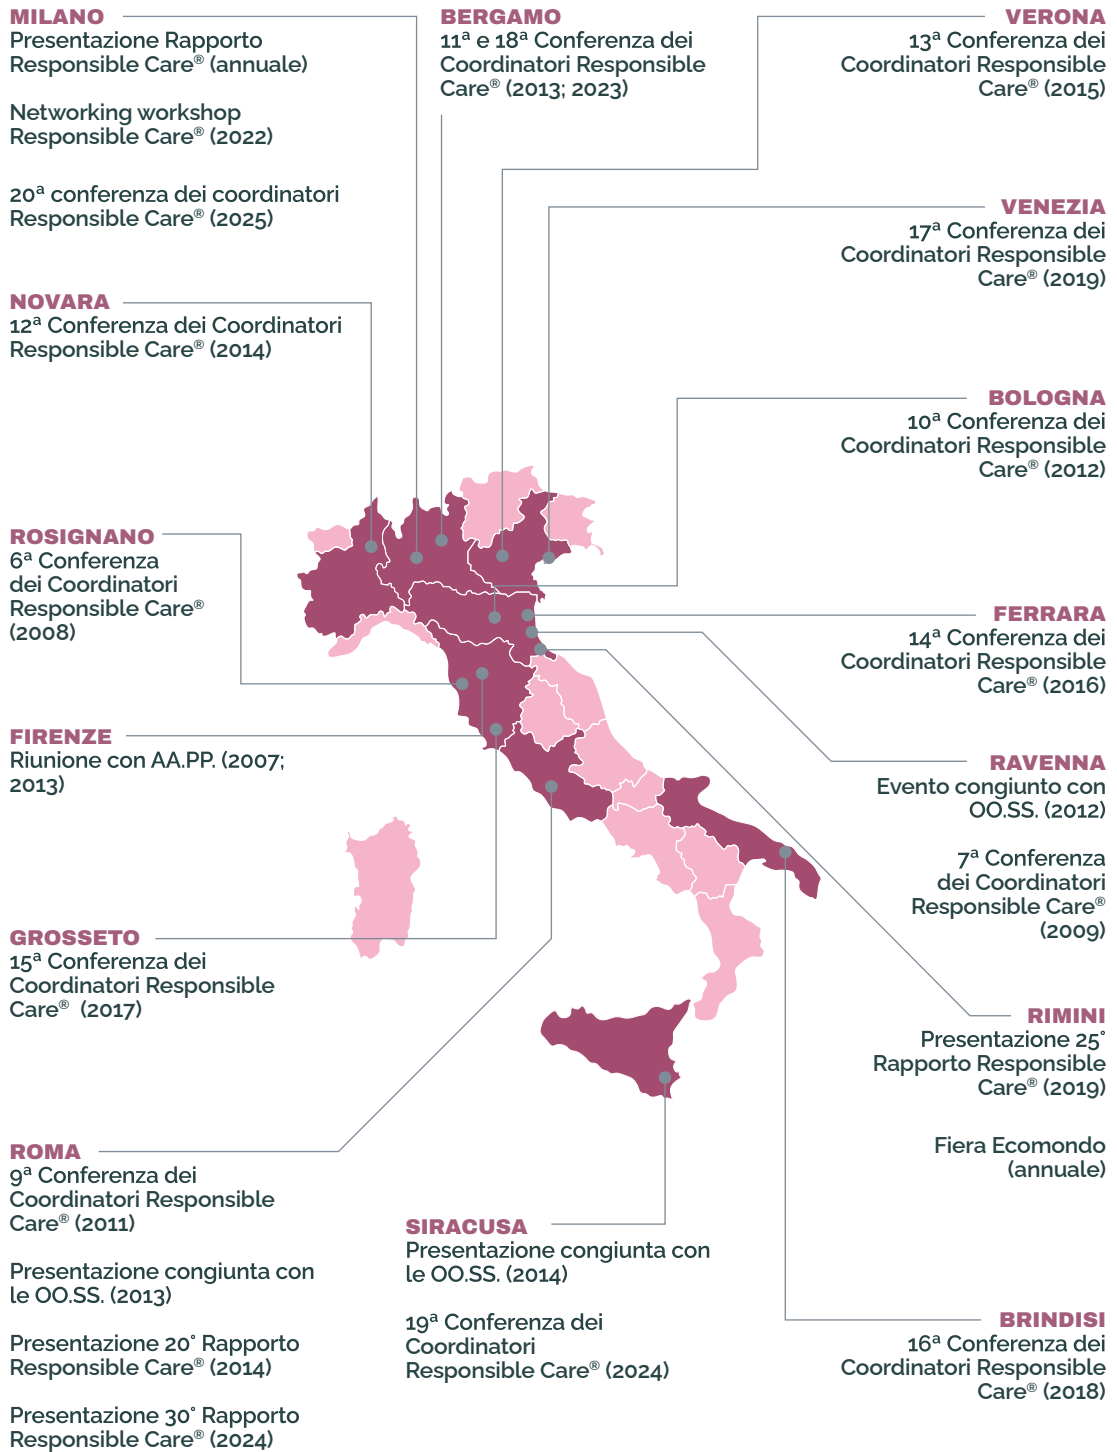 MILANO
Presentazione Rapporto
Responsible Care® (annuale)
Networking workshop
Responsible Care® (2022)
20ª conferenza dei coordinatori
Responsible Care® (2025)
BERGAMO
11ª e 18ª Conferenza dei
Coordinatori Responsible
Care® (2013; 2023)
VERONA
13ª Conferenza dei
Coordinatori Responsible
Care® (2015)
VENEZIA
17ª Conferenza dei
Coordinatori Responsible
Care® (2019)
NOVARA
12ª Conferenza dei Coordinatori
Responsible Care® (2014)
BOLOGNA
10ª Conferenza dei
Coordinatori Responsible
Care® (2012)
ROSIGNANO
6ª Conferenza
dei Coordinatori
Responsible Care®
(2008)
FERRARA
14ª Conferenza dei
Coordinatori Responsible
Care® (2016)
FIRENZE
Riunione con AA.PP. (2007;
2013)
RAVENNA
Evento congiunto con
OO.SS. (2012)
7ª Conferenza
dei Coordinatori
Responsible Care®
(2009)
GROSSETO
15ª Conferenza dei
Coordinatori Responsible
Care® (2017)
RIMINI
Presentazione 25°
Rapporto Responsible
Care® (2019)
Fiera Ecomondo
(annuale)
ROMA
9ª Conferenza dei
Coordinatori Responsible
Care® (2011)
Presentazione congiunta con
le OO.SS. (2013)
Presentazione 20° Rapporto
Responsible Care® (2014)
Presentazione 30° Rapporto
Responsible Care® (2024)
SIRACUSA
Presentazione congiunta con
le OO.SS. (2014)
19ª Conferenza dei
Coordinatori
Responsible Care® (2024)
BRINDISI
16ª Conferenza dei
Coordinatori Responsible
Care® (2018)